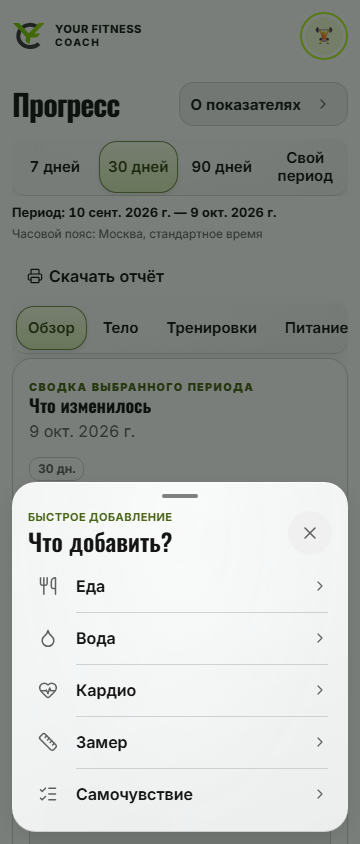 YOUR FITNESS
COACH
Прогресс
О показателях
7 дней
30 дней
90 дней
Свой
период
Период: 10 сент. 2026 г. — 9 окт. 2026 г.
Часовой пояс: Москва, стандартное время
Скачать отчёт
Обзор
Тело
Тренировки
Питание
СВОДКА ВЫБРАННОГО ПЕРИОДА
Что изменилось
9 окт. 2026 г.
30 дн.
БЫСТРОЕ ДОБАВЛЕНИЕ
Что добавить?
Еда
Вода
Кардио
Замер
Самочувствие